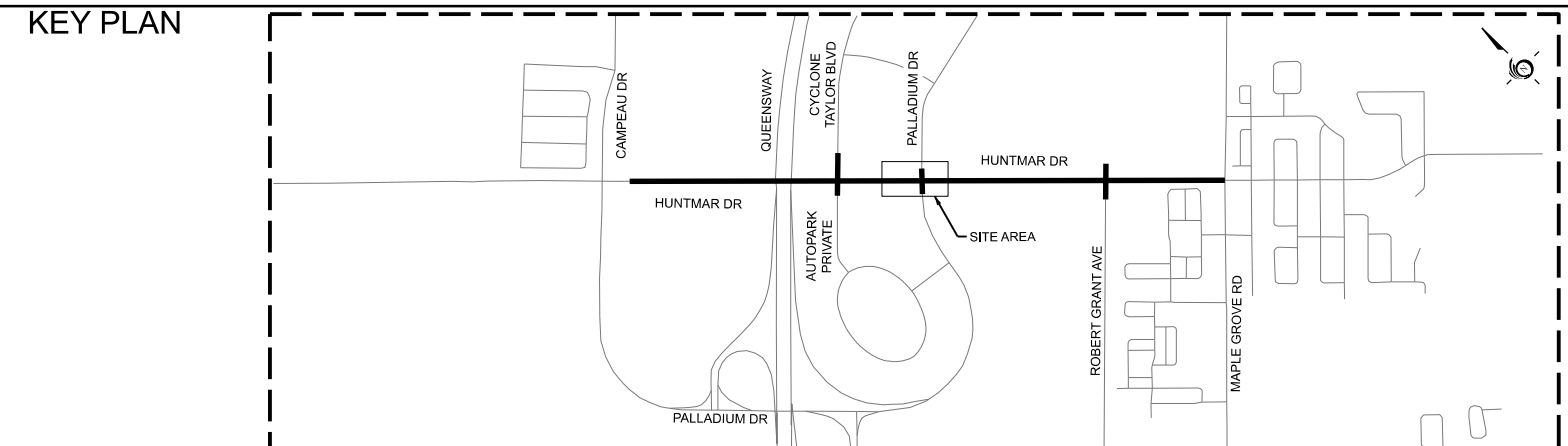 KEY PLAN
CAMPEAU DR
QUEENSWAY
CYCLONE
TAYLOR BLVD
PALLADIUM DR
HUNTMAR DR
HUNTMAR DR
AUTOPARK
PRIVATE
SITE AREA
ROBERT GRANT AVE
MAPLE GROVE RD
PALLADIUM DR